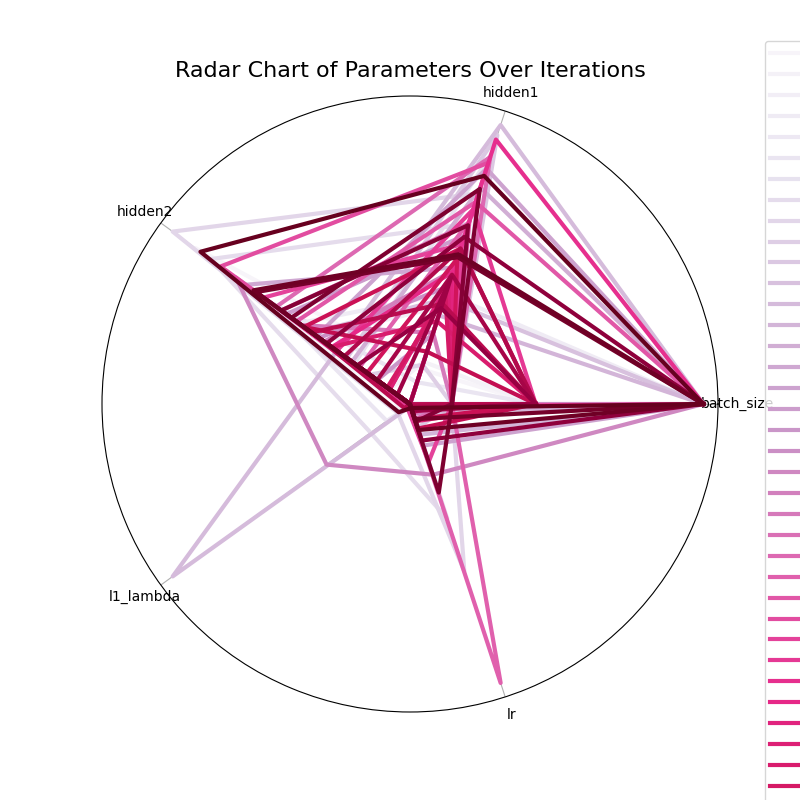 Radar Chart of Parameters Over Iterations
hidden1
hidden2
batch_size
l1_lambda
lr